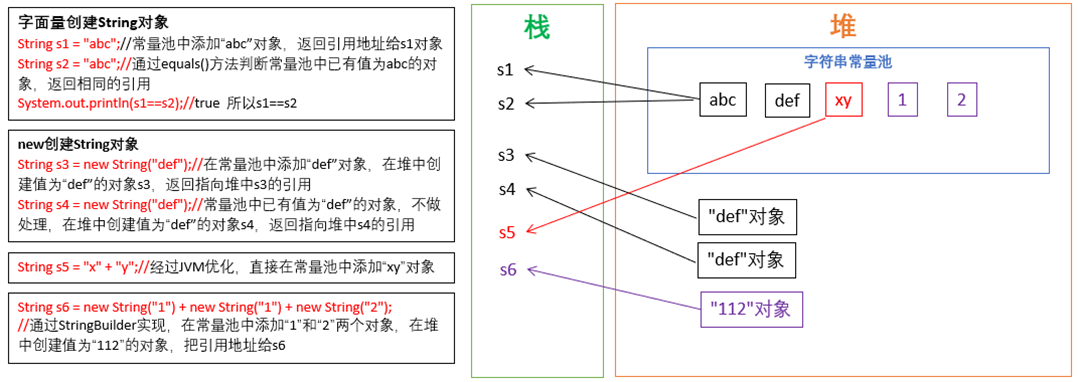 字面量创建String对象
String s1 = "abc";//常量池中添加“abc”对象，返回引用地址给s1对象
String s2 = "abc";//通过equals()方法判断常量池中已有值为abc的对
象，返回相同的引用
System.out.println(s1==s2);//true 所以s1==s2
new创建String对象
String s3 = new String("def");//在常量池中添加“def”对象，在堆中创
建值为“def”的对象s3，返回指向堆中s3的引用
String s4 = new String("def");//常量池中已有值为“def”的对象，不做
处理，在堆中创建值为“def”的对象s4，返回指向堆中s4的引用
String s5 = "x" + "y";//经过JVM优化，直接在常量池中添加“xy”对象
String s6 = new String("1") + new String("1") + new String("2");
//通过StringBuilder实现，在常量池中添加“1”和“2”两个对象，在堆
中创建值为“112”的对象，把引用地址给s6
栈
s1
s2
s3
s4
s5
s6
堆
字符串常量池
abc def xy 1 2
"def"对象
"def"对象
"112"对象